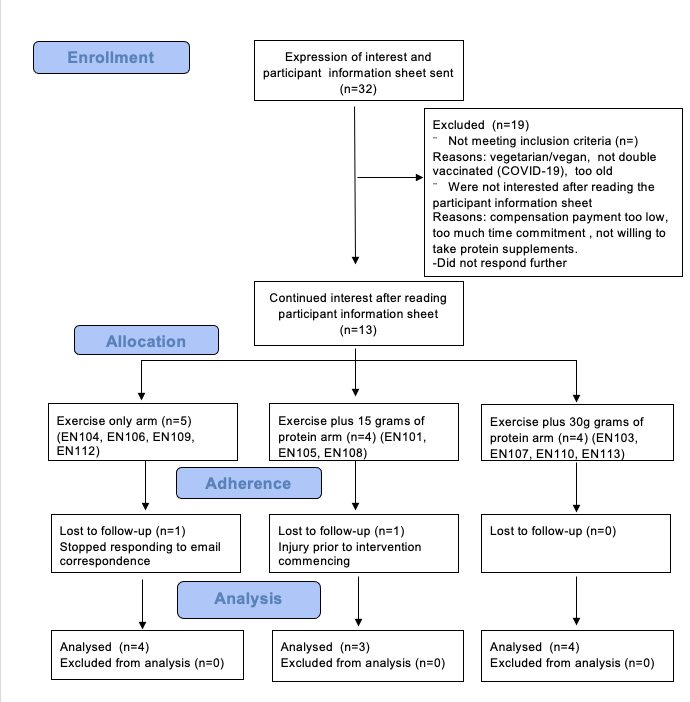 Enrollment
Expression of interest and
participant information sheet sent
(n=32)
Excluded (n=19)
- Not meeting inclusion criteria (n=)
Reasons: vegetarian/vegan, not double
vaccinated (COVID-19), too old
- Were not interested after reading the
participant information sheet
Reasons: compensation payment too low,
too much time commitment , not willing to
take protein supplements.
-Did not respond further
Continued interest after reading
participant information sheet
(n=13)
Allocation
Exercise only arm (n=5)
(EN104, EN106, EN109,
EN112)
Exercise plus 15 grams of
protein arm (n=4) (EN101,
EN105, EN108)
Exercise plus 30g grams of
protein arm (n=4) (EN103,
EN107, EN110, EN113)
Adherence
Lost to follow-up (n=1)
Stopped responding to email
correspondence
Lost to follow-up (n=1)
Injury prior to intervention
commencing
Lost to follow-up (n=0)
Analysis
Analysed (n=4)
Excluded from analysis (n=0)
Analysed (n=3)
Excluded from analysis (n=0)
Analysed (n=4)
Excluded from analysis (n=0)